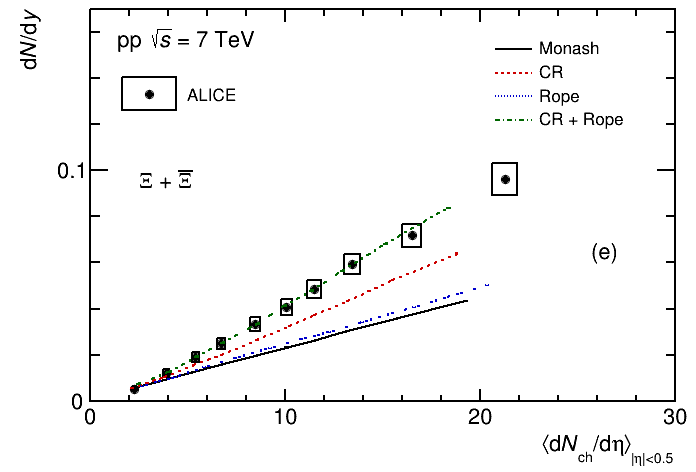 dN/dy
pp √s = 7 TeV
ALICE
Ξ + Ξ̅
Monash
CR
Rope
CR + Rope
(e)
0.1
0
0 10 20 30
⟨dN_ch/dη⟩_|η|<0.5